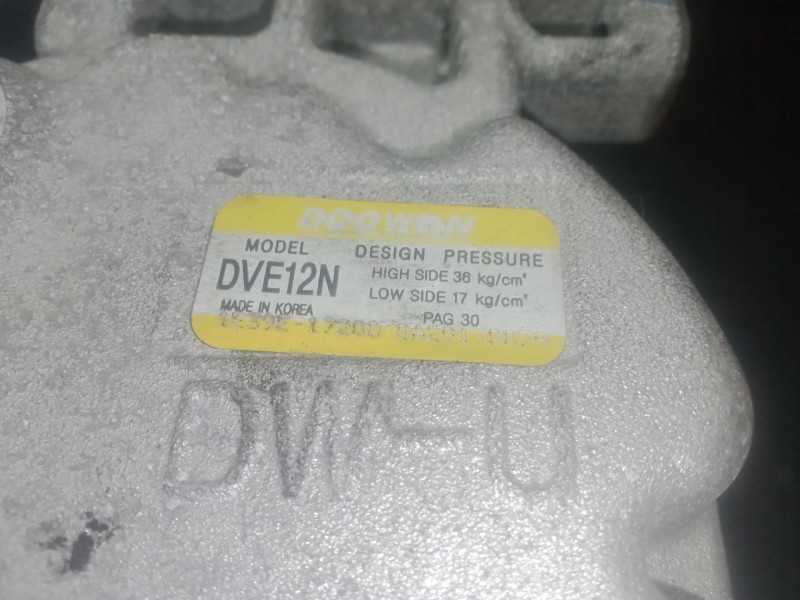 DOOWON
MODEL DESIGN PRESSURE
DVE12N HIGH SIDE 36 kg/cm²
LOW SIDE 17 kg/cm²
MADE IN KOREA PAG 30
DVA-U